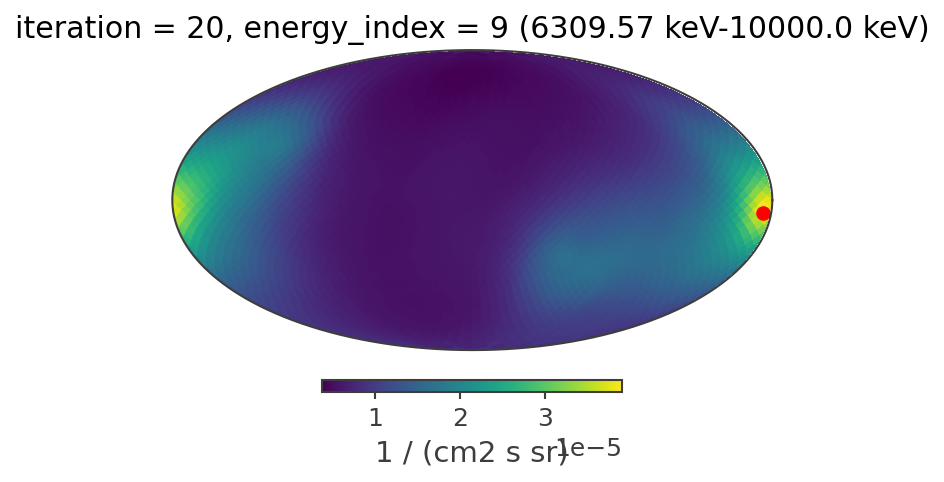 iteration = 20, energy_index = 9 (6309.57 keV-10000.0 keV)
1 2 3
1e−5
1 / (cm2 s sr)